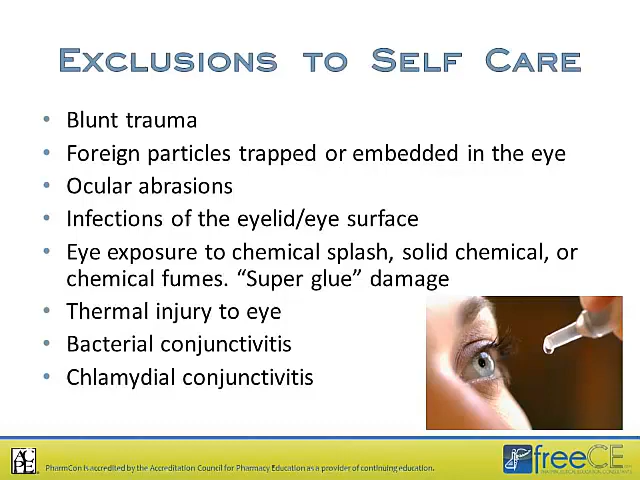 Exclusions to Self Care
• Blunt trauma
• Foreign particles trapped or embedded in the eye
• Ocular abrasions
• Infections of the eyelid/eye surface
• Eye exposure to chemical splash, solid chemical, or
chemical fumes. “Super glue” damage
• Thermal injury to eye
• Bacterial conjunctivitis
• Chlamydial conjunctivitis
PharmCon is accredited by the Accreditation Council for Pharmacy Education as a provider of continuing education.
freeCE